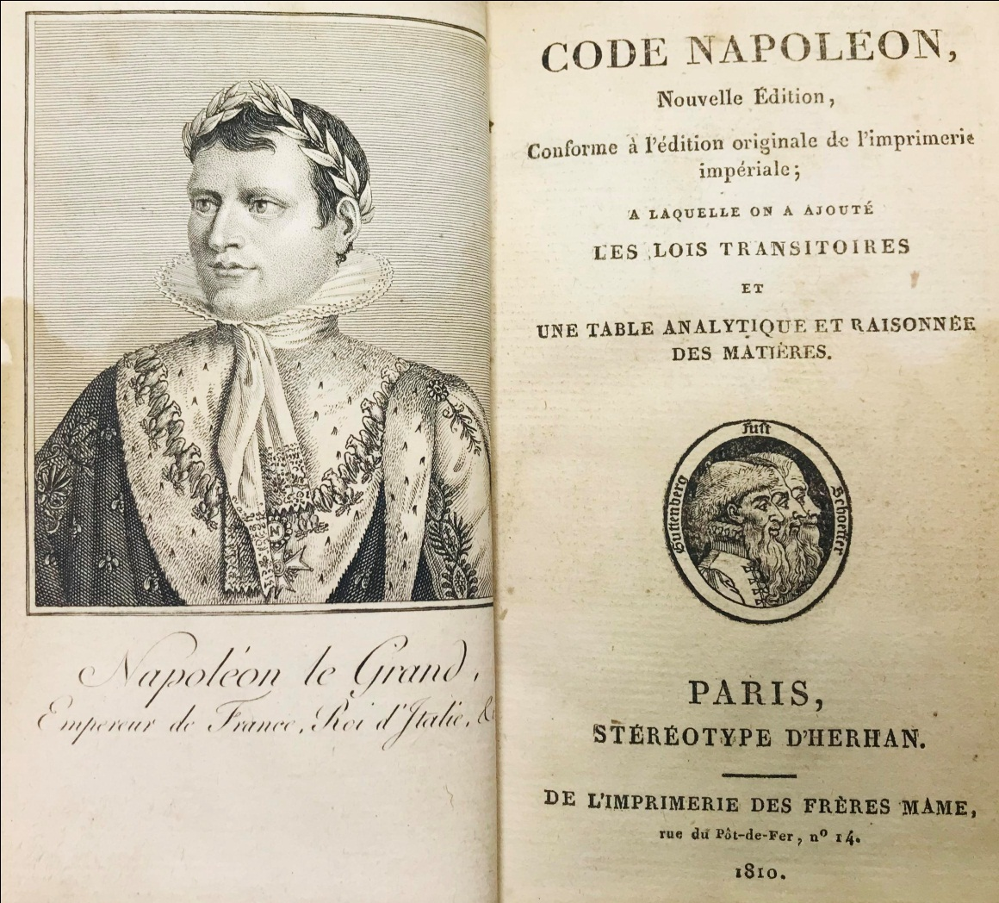 Napoléon le Grand,
Empereur de France, Roi d'Italie, &
CODE NAPOLÉON,
Nouvelle Édition,
Conforme à l'édition originale de l'imprimerie
impériale;
A LAQUELLE ON A AJOUTÉ
LES LOIS TRANSITOIRES
ET
UNE TABLE ANALYTIQUE ET RAISONNÉE
DES MATIÈRES.
Fust
Guttemberg
Schoeffer
PARIS,
STÉRÉOTYPE D'HERHAN.
DE L'IMPRIMERIE DES FRÈRES MAME,
rue du Pôt-de-Fer, nº 14.
1810.